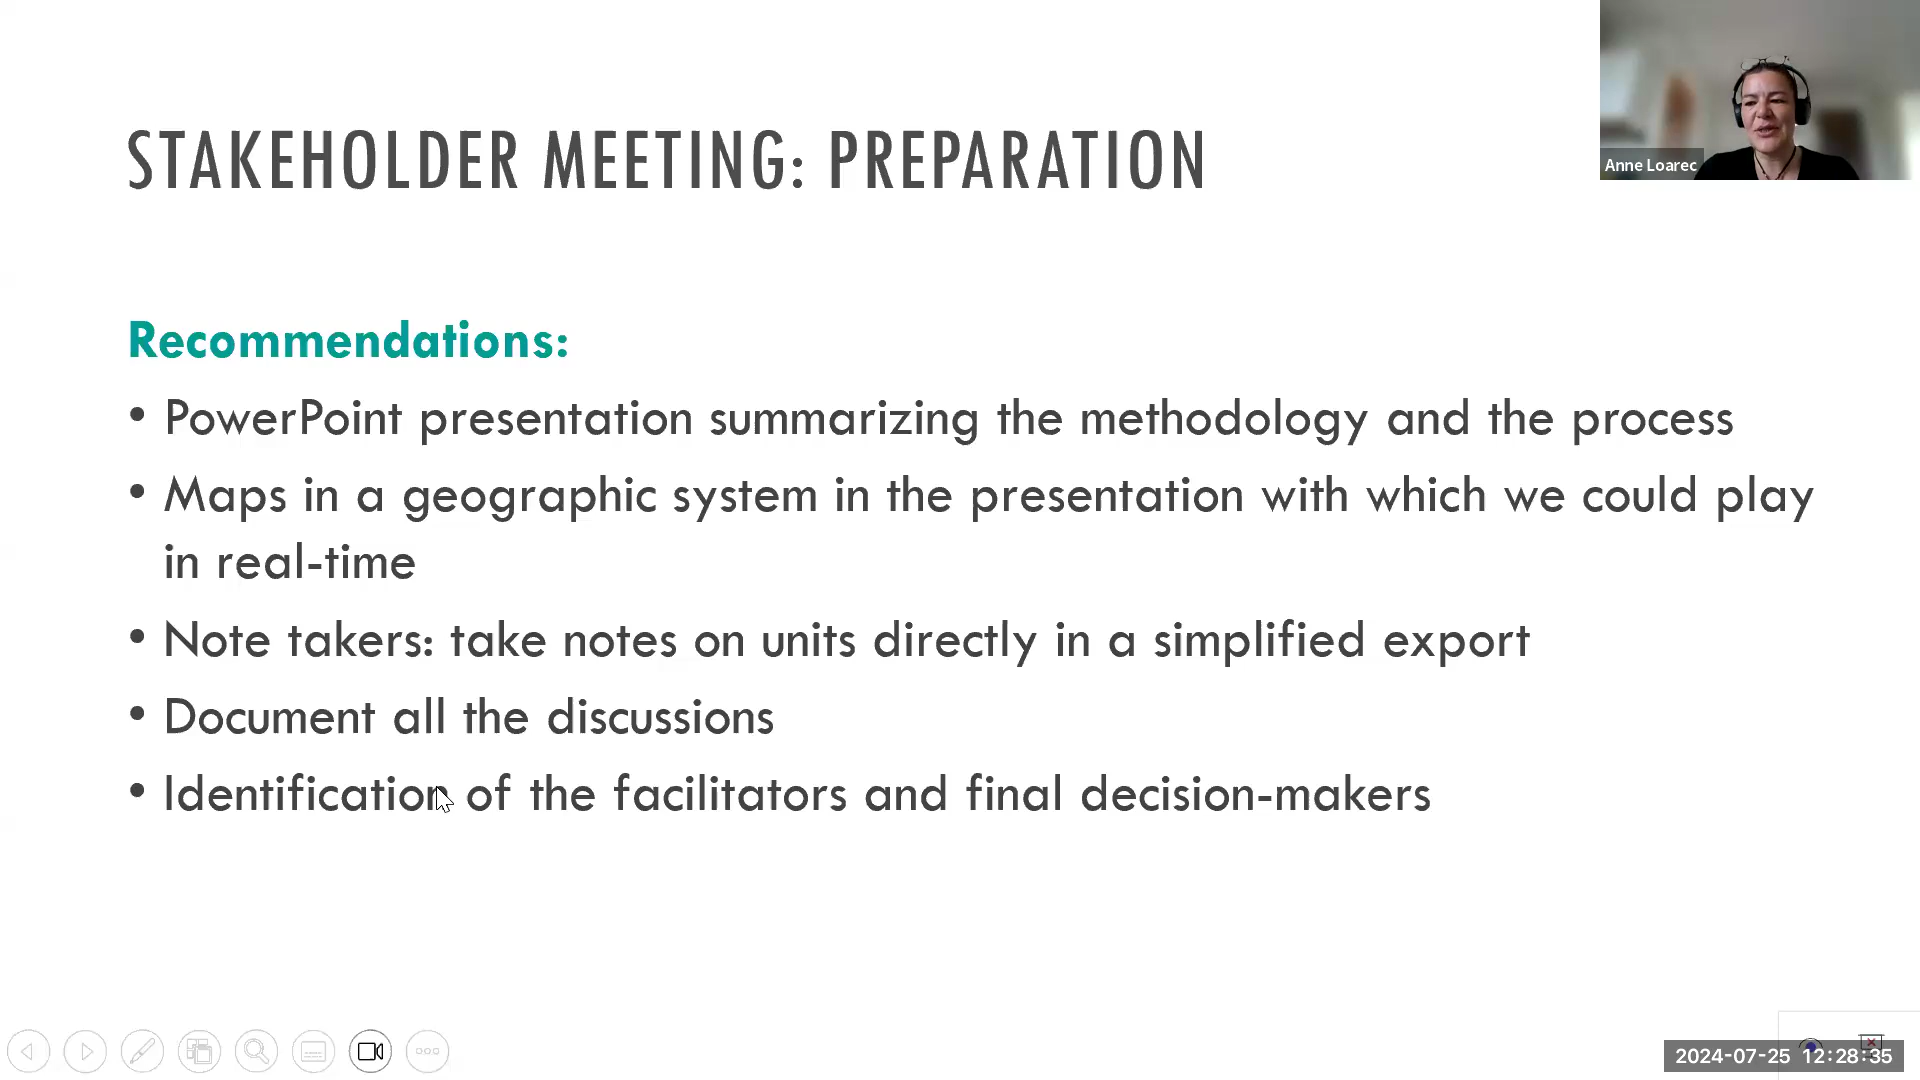 STAKEHOLDER MEETING: PREPARATION
Anne Loarec
Recommendations:
• PowerPoint presentation summarizing the methodology and the process
• Maps in a geographic system in the presentation with which we could play
in real-time
• Note takers: take notes on units directly in a simplified export
• Document all the discussions
• Identification of the facilitators and final decision-makers
2024-07-25 12:28:35